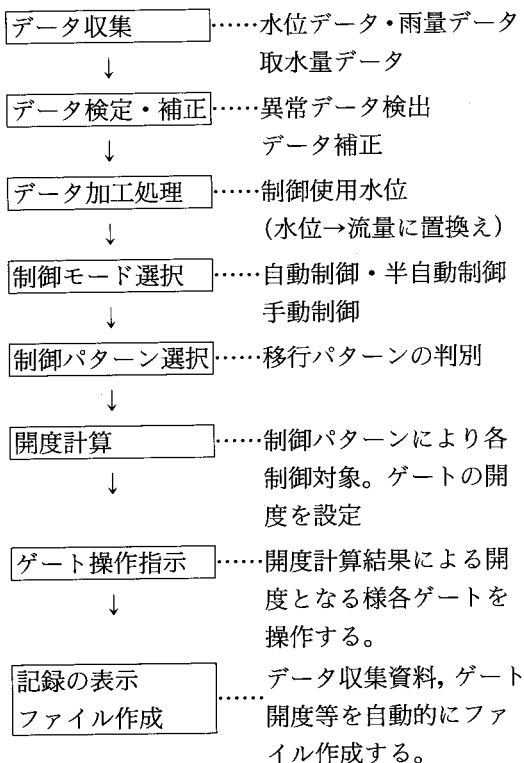 データ収集……水位データ・雨量データ
取水量データ
↓
データ検定・補正……異常データ検出
データ補正
↓
データ加工処理……制御使用水位
(水位→流量に置換え)
↓
制御モード選択……自動制御・半自動制御
手動制御
↓
制御パターン選択……移行パターンの判別
↓
開度計算……制御パターンにより各
制御対象。ゲートの開
度を設定
↓
ゲート操作指示……開度計算結果による開
度となる様各ゲートを
操作する。
↓
記録の表示
ファイル作成……データ収集資料,ゲート
開度等を自動的にファ
イル作成する。